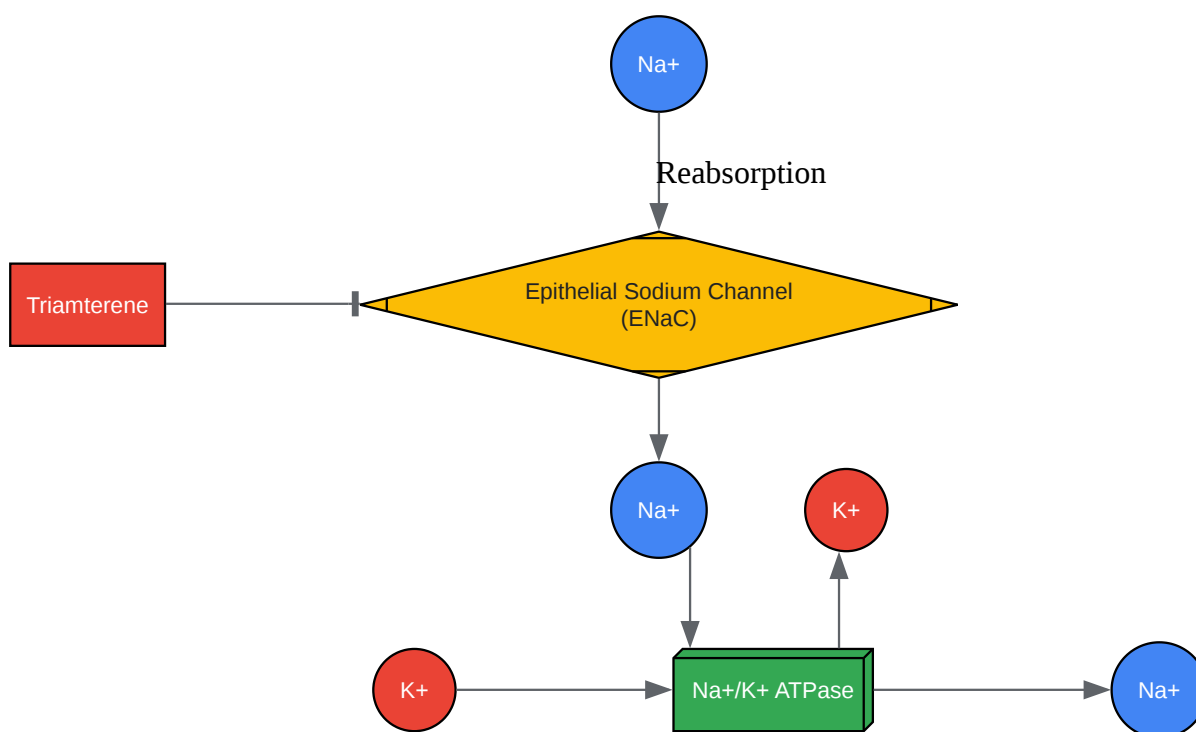 Na+
Reabsorption
Triamterene
Epithelial Sodium Channel
(ENaC)
Na+
K+
K+
Na+/K+ ATPase
Na+